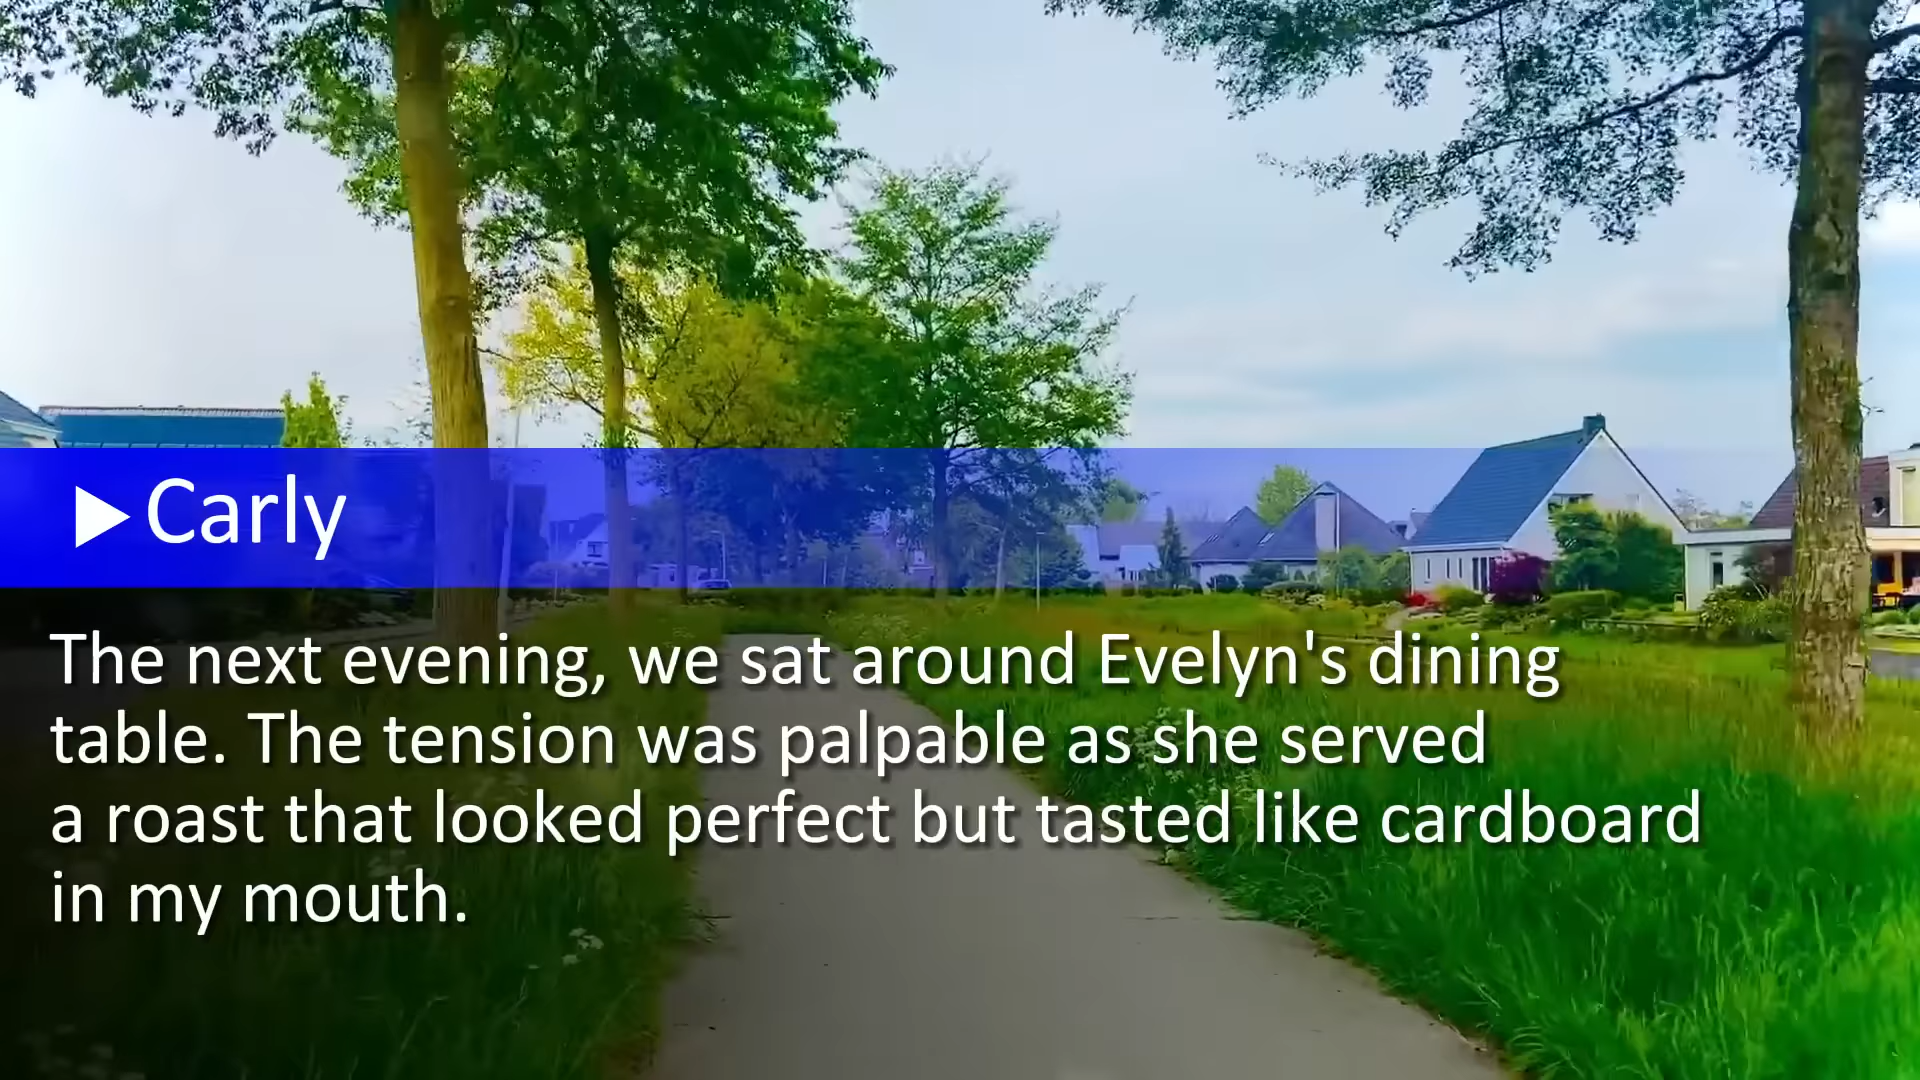 Carly
The next evening, we sat around Evelyn's dining
table. The tension was palpable as she served
a roast that looked perfect but tasted like cardboard
in my mouth.